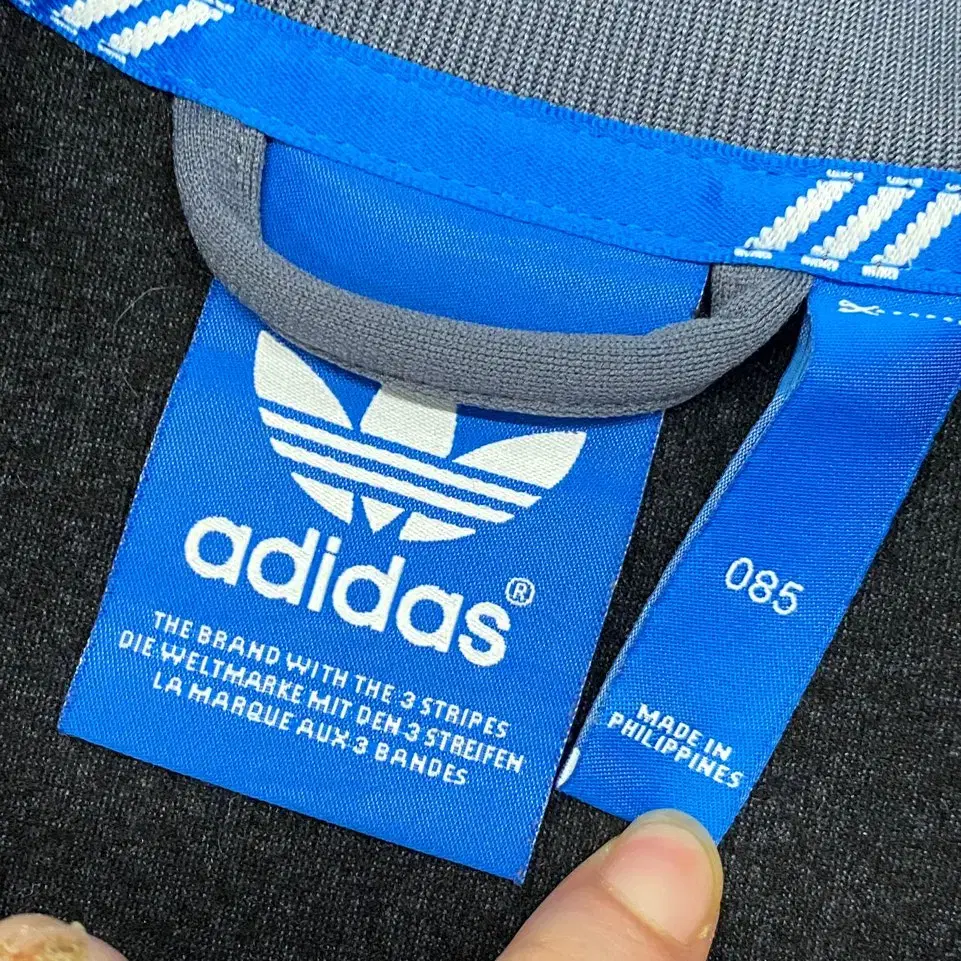 adidas®
THE BRAND WITH THE 3 STRIPES
DIE WELTMARKE MIT DEN 3 STREIFEN
LA MARQUE AUX 3 BANDES
085
MADE IN
PHILIPPINES